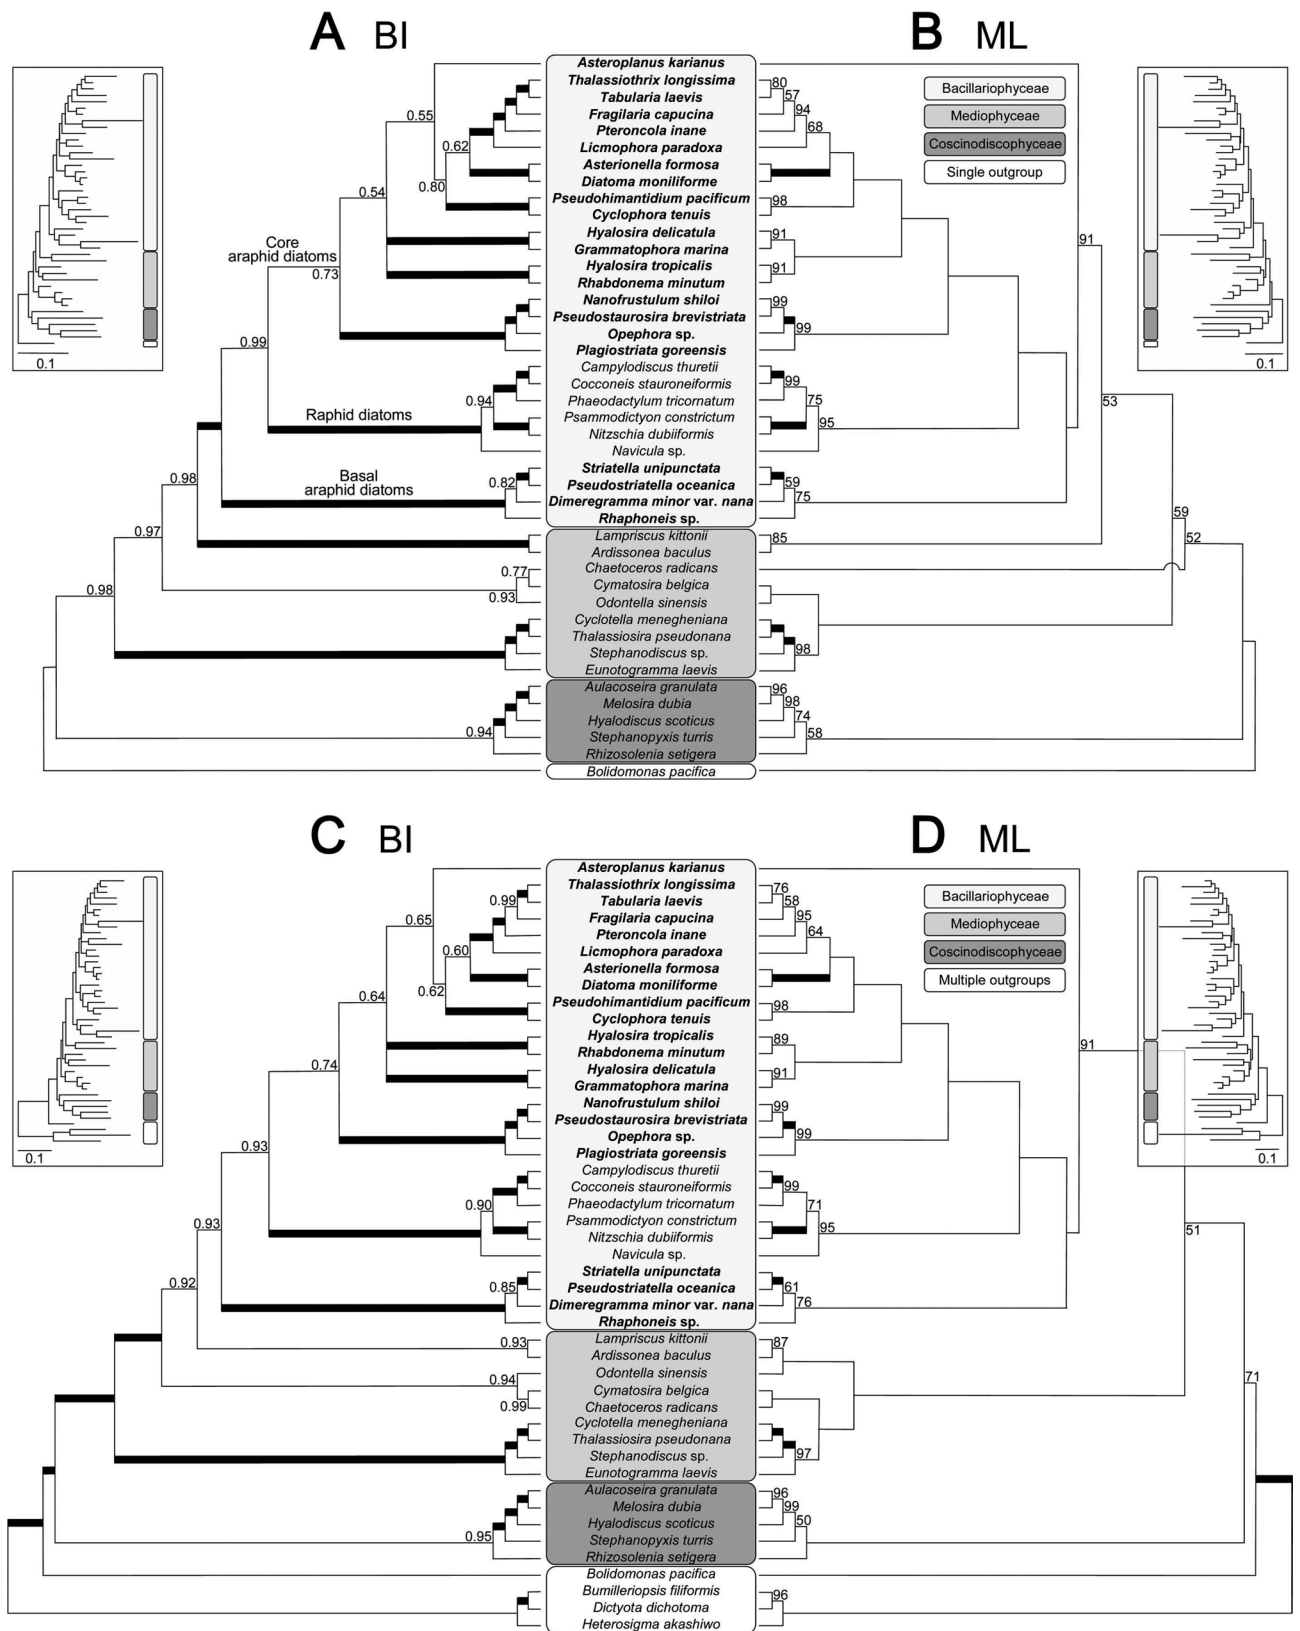 A BI
B ML
Bacillariophyceae
Mediophyceae
Coscinodiscophyceae
Single outgroup
0.1
0.1
Core
araphid diatoms
Raphid diatoms
Basal
araphid diatoms
0.55
0.62
0.80
0.54
0.73
0.99
0.94
0.82
0.98
0.97
0.77
0.93
0.98
0.94
Asteroplanus karianus
Thalassiothrix longissima
Tabularia laevis
Fragilaria capucina
Pteroncola inane
Licmophora paradoxa
Asterionella formosa
Diatoma moniliforme
Pseudohimantidium pacificum
Cyclophora tenuis
Hyalosira delicatula
Grammatophora marina
Hyalosira tropicalis
Rhabdonema minutum
Nanofrustulum shiloi
Pseudostaurosira brevistriata
Opephora sp.
Plagiostriata goreensis
Campylodiscus thuretii
Cocconeis stauroneiformis
Phaeodactylum tricornatum
Psammodictyon constrictum
Nitzschia dubiiformis
Navicula sp.
Striatella unipunctata
Pseudostriatella oceanica
Dimeregramma minor var. nana
Rhaphoneis sp.
Lampriscus kittonii
Ardissonea baculus
Chaetoceros radicans
Cymatosira belgica
Odontella sinensis
Cyclotella menegheniana
Thalassiosira pseudonana
Stephanodiscus sp.
Eunotogramma laevis
Aulacoseira granulata
Melosira dubia
Hyalodiscus scoticus
Stephanopyxis turris
Rhizosolenia setigera
Bolidomonas pacifica
80
57
94
68
98
91
91
99
99
99
75
95
59
75
85
98
96
98
74
58
91
53
59
52
C BI
D ML
Bacillariophyceae
Mediophyceae
Coscinodiscophyceae
Multiple outgroups
0.1
0.1
0.99
0.65
0.60
0.62
0.64
0.74
0.93
0.90
0.93
0.85
0.92
0.93
0.94
0.99
0.95
Asteroplanus karianus
Thalassiothrix longissima
Tabularia laevis
Fragilaria capucina
Pteroncola inane
Licmophora paradoxa
Asterionella formosa
Diatoma moniliforme
Pseudohimantidium pacificum
Cyclophora tenuis
Hyalosira tropicalis
Rhabdonema minutum
Hyalosira delicatula
Grammatophora marina
Nanofrustulum shiloi
Pseudostaurosira brevistriata
Opephora sp.
Plagiostriata goreensis
Campylodiscus thuretii
Cocconeis stauroneiformis
Phaeodactylum tricornatum
Psammodictyon constrictum
Nitzschia dubiiformis
Navicula sp.
Striatella unipunctata
Pseudostriatella oceanica
Dimeregramma minor var. nana
Rhaphoneis sp.
Lampriscus kittonii
Ardissonea baculus
Odontella sinensis
Cymatosira belgica
Chaetoceros radicans
Cyclotella menegheniana
Thalassiosira pseudonana
Stephanodiscus sp.
Eunotogramma laevis
Aulacoseira granulata
Melosira dubia
Hyalodiscus scoticus
Stephanopyxis turris
Rhizosolenia setigera
Bolidomonas pacifica
Bumilleriopsis filiformis
Dictyota dichotoma
Heterosigma akashiwo
76
58
95
64
98
89
91
99
99
99
71
95
61
76
87
97
96
99
50
96
91
51
71